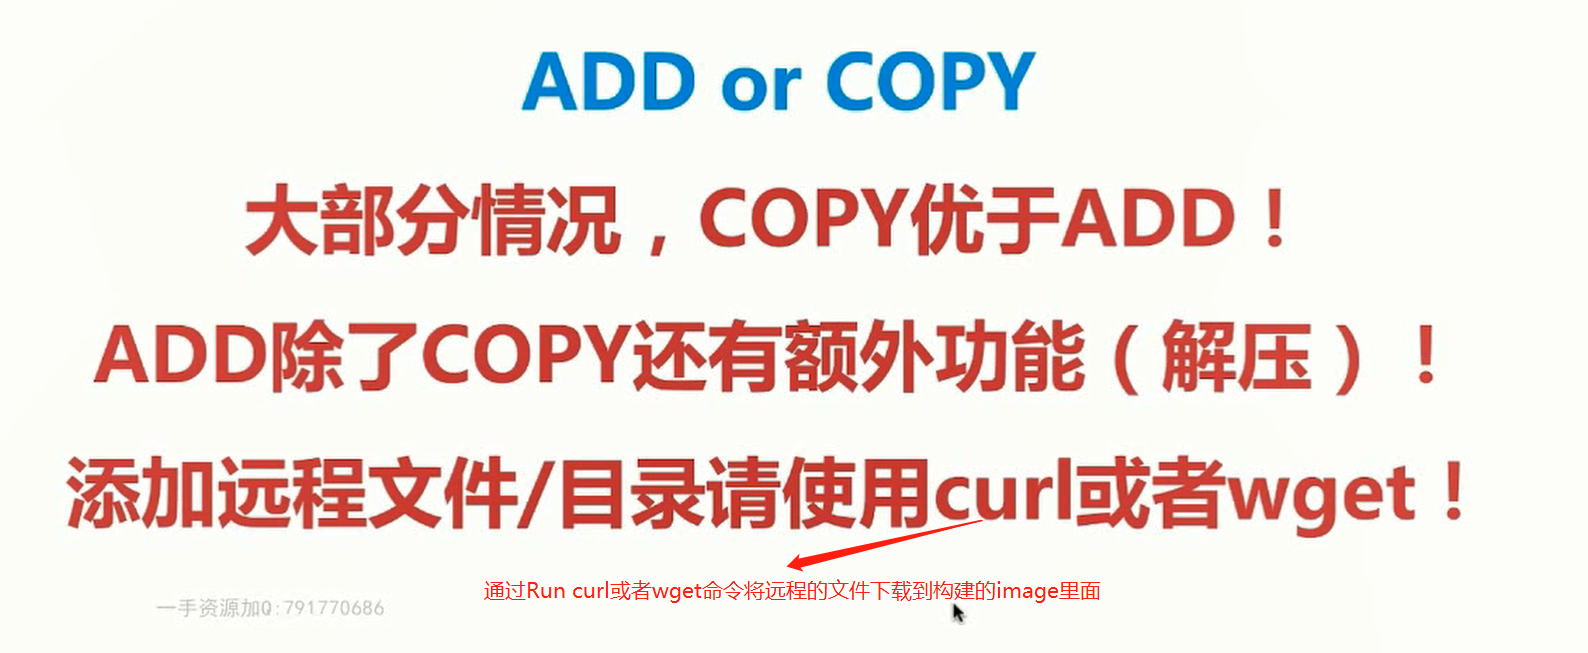 ADD or COPY
大部分情况，COPY优于ADD！
ADD除了COPY还有额外功能（解压）！
添加远程文件/目录请使用curl或者wget！
通过Run curl或者wget命令将远程的文件下载到构建的image里面
一手资源加Q:791770686